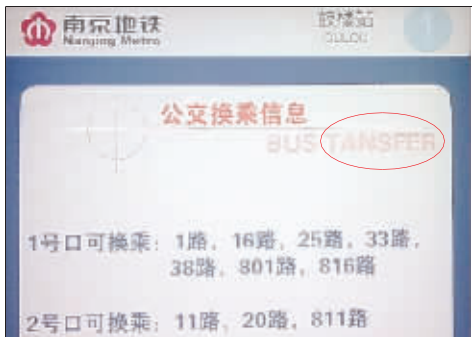 南京地铁
Nanjing Metro
鼓楼站
GULOU
1
公交换乘信息
BUS TANSFER
1号口可换乘：1路，16路，25路，33路，
38路，801路，816路
2号口可换乘：11路，20路，811路